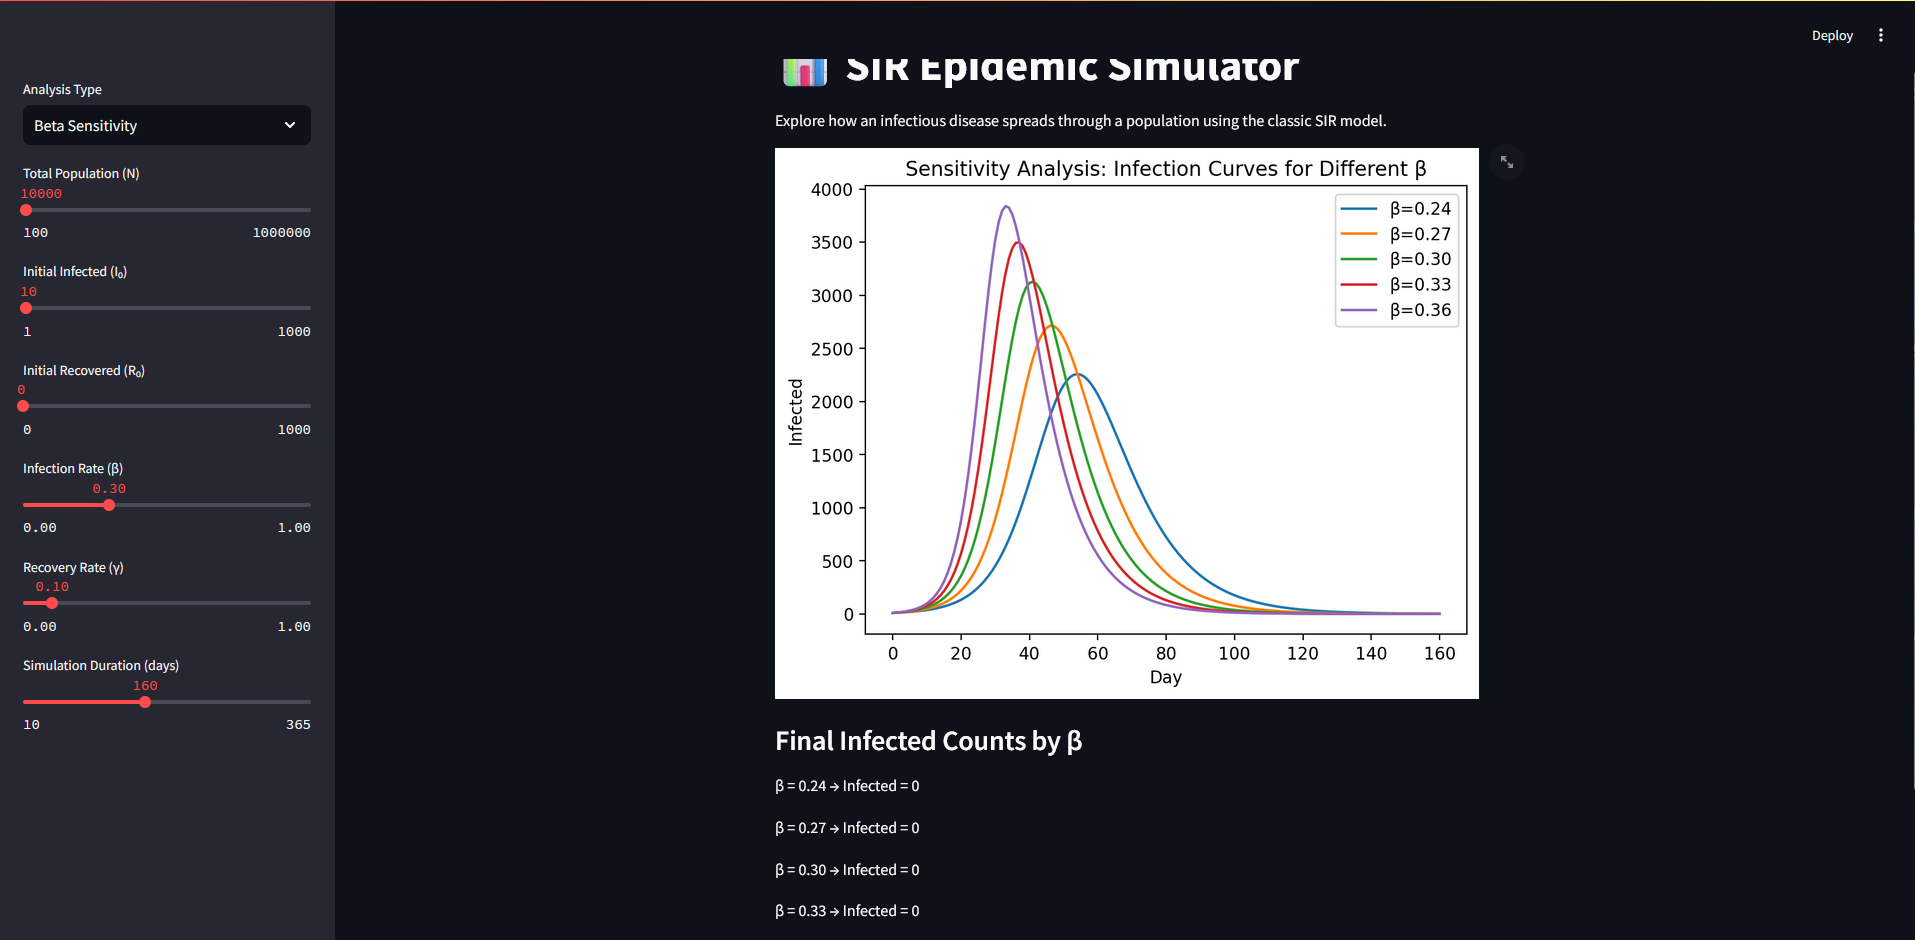 Deploy
Analysis Type
Beta Sensitivity
Total Population (N)
10000
100 1000000
Initial Infected (I₀)
10
1 1000
Initial Recovered (R₀)
0
0 1000
Infection Rate (β)
0.30
0.00 1.00
Recovery Rate (γ)
0.10
0.00 1.00
Simulation Duration (days)
160
10 365
SIR Epidemic Simulator
Explore how an infectious disease spreads through a population using the classic SIR model.
Sensitivity Analysis: Infection Curves for Different β
4000
3500
3000
2500
2000
1500
1000
500
0
Infected
β=0.24
β=0.27
β=0.30
β=0.33
β=0.36
0 20 40 60 80 100 120 140 160
Day
Final Infected Counts by β
β = 0.24 → Infected = 0
β = 0.27 → Infected = 0
β = 0.30 → Infected = 0
β = 0.33 → Infected = 0